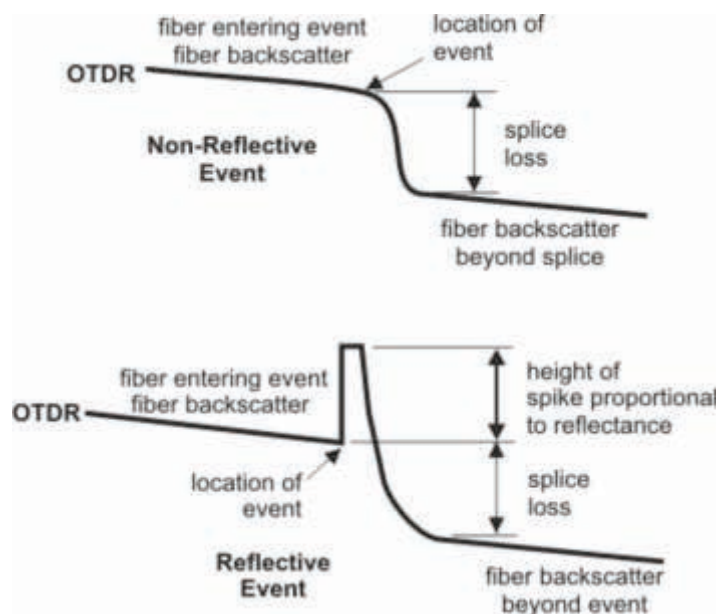 fiber entering event
fiber backscatter
location of
event
OTDR
Non-Reflective
Event
splice
loss
fiber backscatter
beyond splice
fiber entering event
fiber backscatter
OTDR
height of
spike proportional
to reflectance
location of
event
splice
loss
Reflective
Event
fiber backscatter
beyond event